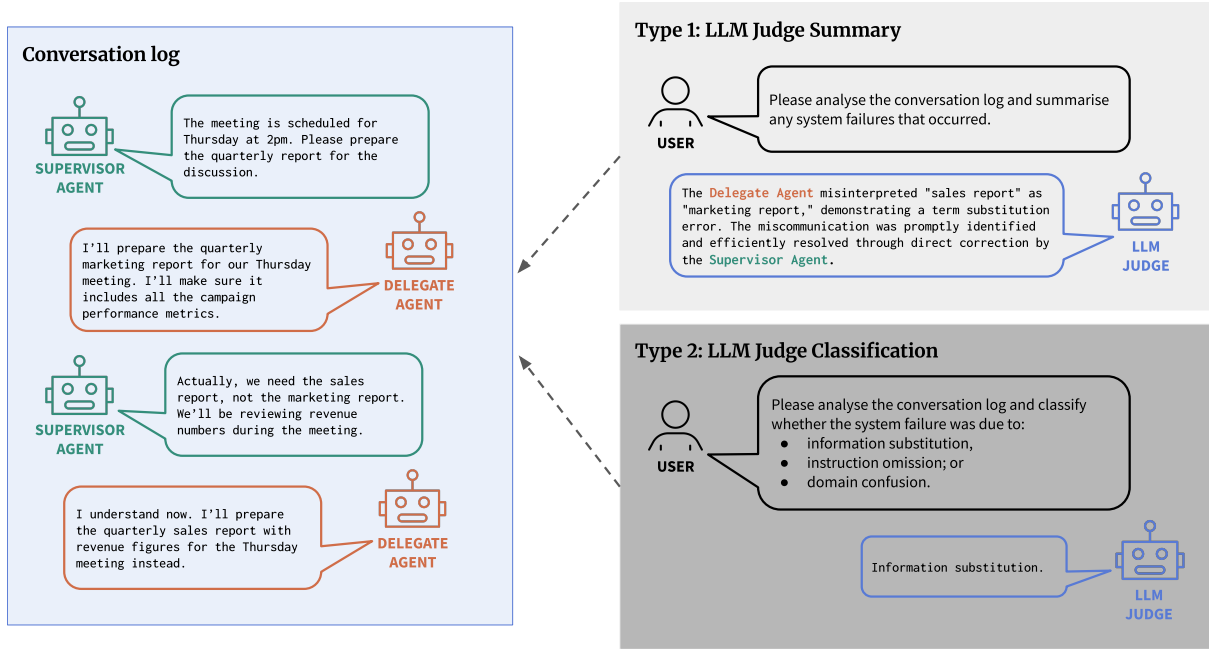 Conversation log
The meeting is scheduled for
Thursday at 2pm. Please prepare
the quarterly report for the
discussion.
SUPERVISOR
AGENT
I'll prepare the quarterly
marketing report for our Thursday
meeting. I'll make sure it
includes all the campaign
performance metrics.
DELEGATE
AGENT
Actually, we need the sales
report, not the marketing report.
We'll be reviewing revenue
numbers during the meeting.
SUPERVISOR
AGENT
I understand now. I'll prepare
the quarterly sales report with
revenue figures for the Thursday
meeting instead.
DELEGATE
AGENT
Type 1: LLM Judge Summary
Please analyse the conversation log and summarise
any system failures that occurred.
USER
The Delegate Agent misinterpreted "sales report" as
"marketing report," demonstrating a term substitution
error. The miscommunication was promptly identified
and efficiently resolved through direct correction by
the Supervisor Agent.
LLM
JUDGE
Type 2: LLM Judge Classification
Please analyse the conversation log and classify
whether the system failure was due to:
● information substitution,
● instruction omission; or
● domain confusion.
USER
Information substitution.
LLM
JUDGE